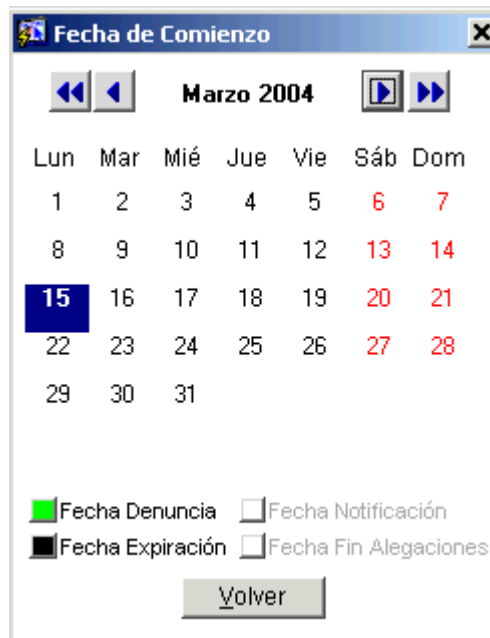 Fecha de Comienzo
Marzo 2004
Lun Mar Mié Jue Vie Sáb Dom
1 2 3 4 5 6 7
8 9 10 11 12 13 14
15 16 17 18 19 20 21
22 23 24 25 26 27 28
29 30 31
Fecha Denuncia Fecha Notificación
Fecha Expiración Fecha Fin Alegaciones
Volver